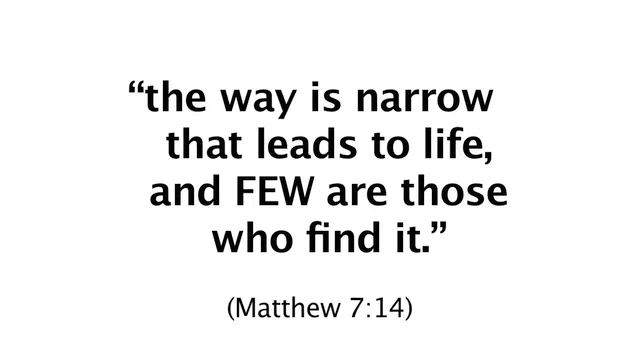 “the way is narrow
that leads to life,
and FEW are those
who find it.”
(Matthew 7:14)